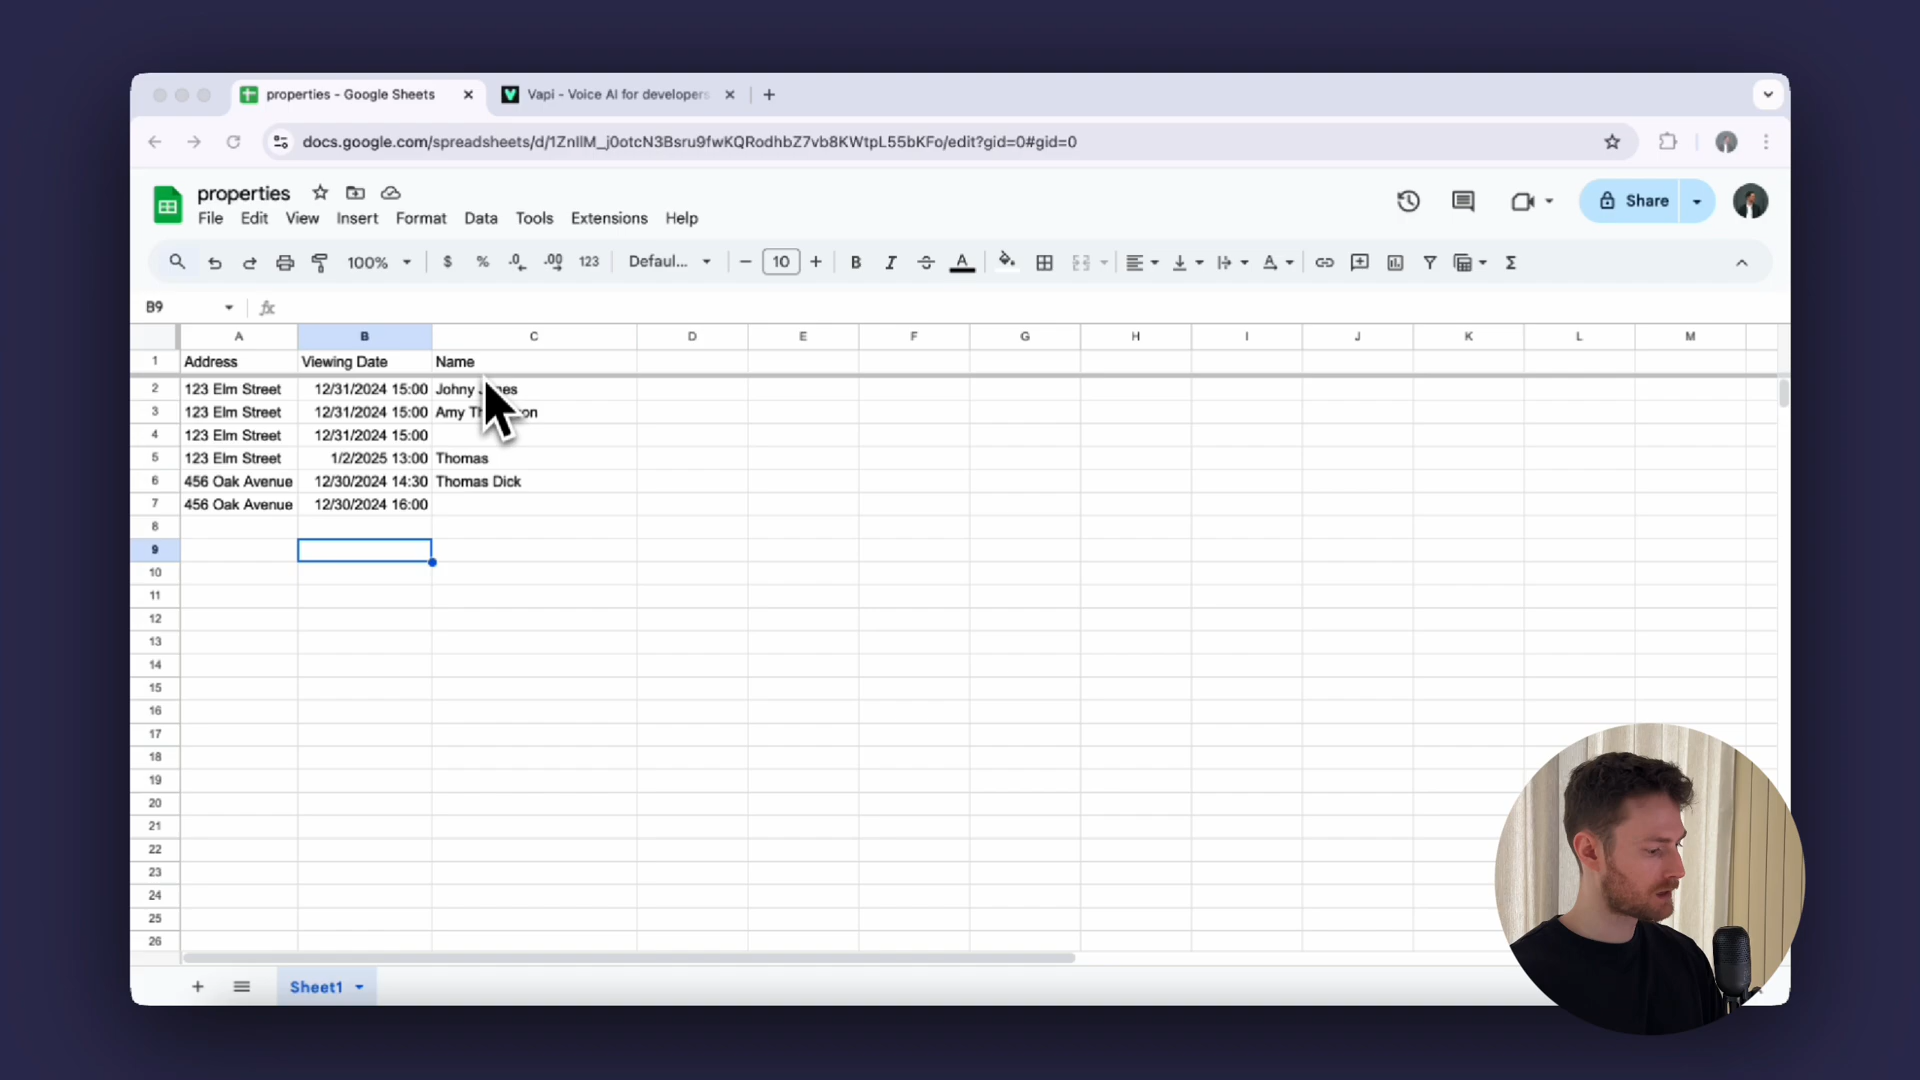 properties - Google Sheets
Vapi - Voice AI for developers
docs.google.com/spreadsheets/d/1ZnIlM_j0otcN3Bsru9fwKQRodhbZ7vb8KWtpL55bKFo/edit?gid=0#gid=0
properties
File Edit View Insert Format Data Tools Extensions Help
Share
100% $ % .0 .00 123 Defaul... 10 B I A Σ
B9 fx
A B C D E F G H I J K L M
1 Address Viewing Date Name
2 123 Elm Street 12/31/2024 15:00 Johny
3 123 Elm Street 12/31/2024 15:00 Amy
4 123 Elm Street 12/31/2024 15:00
5 123 Elm Street 1/2/2025 13:00 Thomas
6 456 Oak Avenue 12/30/2024 14:30 Thomas Dick
7 456 Oak Avenue 12/30/2024 16:00
8
9
10
11
12
13
14
15
16
17
18
19
20
21
22
23
24
25
26
Sheet1